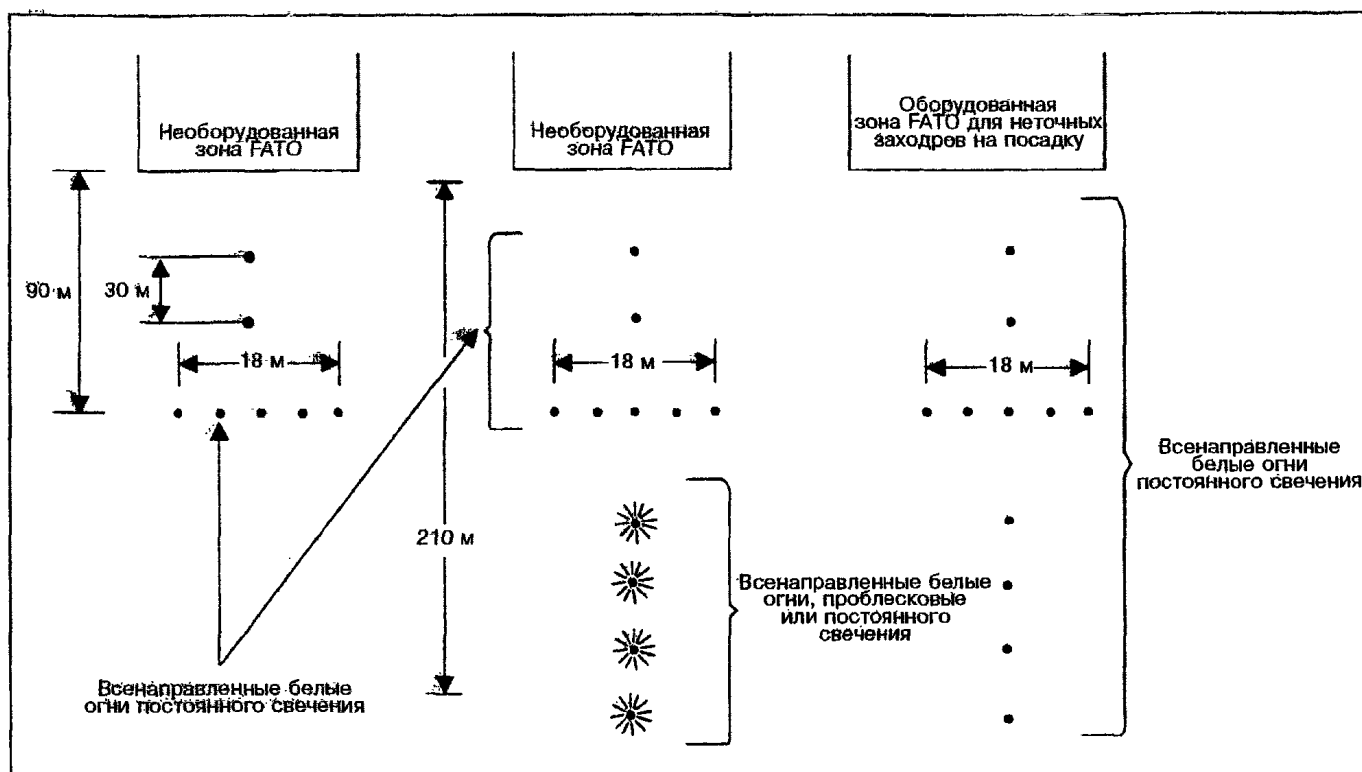 Необорудованная
зона FATO
Необорудованная
зона FATO
Оборудованная
зона FATO для неточных
заходров на посадку
90 м
30 м
18 м
18 м
18 м
210 м
Всенаправленные
белые огни
постоянного свечения
Всенаправленные белые
огни, проблесковые
или постоянного
свечения
Всенаправленные белые
огни постоянного свечения